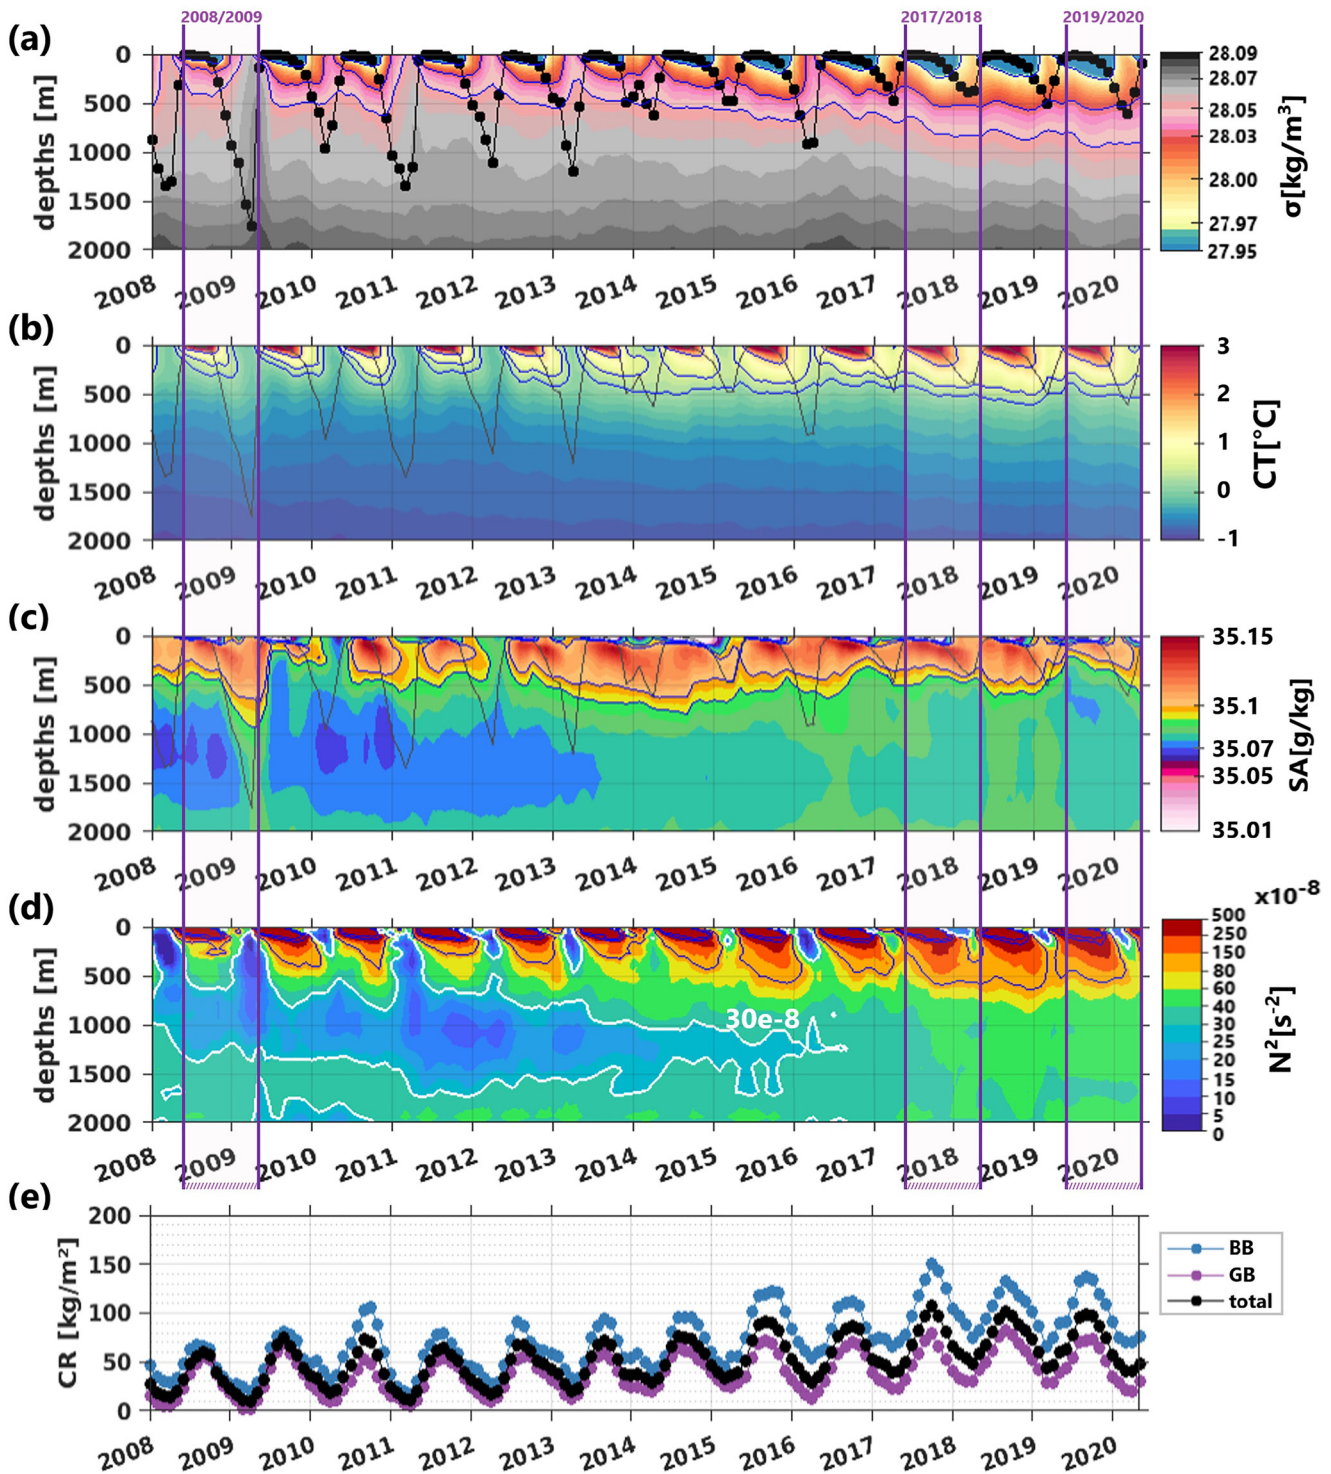 2008/2009 2017/2018 2019/2020
(a)
0
500
1000
1500
2000
depths [m]
2008 2009 2010 2011 2012 2013 2014 2015 2016 2017 2018 2019 2020
28.09
28.07
28.05
28.03
28.00
27.97
27.95
σ[kg/m³]
(b)
0
500
1000
1500
2000
depths [m]
2008 2009 2010 2011 2012 2013 2014 2015 2016 2017 2018 2019 2020
3
2
1
0
-1
CT[°C]
(c)
0
500
1000
1500
2000
depths [m]
2008 2009 2010 2011 2012 2013 2014 2015 2016 2017 2018 2019 2020
35.15
35.1
35.07
35.05
35.01
SA[g/kg]
(d)
0
500
1000
1500
2000
depths [m]
30e-8
2008 2009 2010 2011 2012 2013 2014 2015 2016 2017 2018 2019 2020
x10⁻⁸
500
250
150
80
60
40
30
25
20
15
10
5
0
N²[s⁻²]
(e)
200
150
100
50
0
CR [kg/m²]
2008 2009 2010 2011 2012 2013 2014 2015 2016 2017 2018 2019 2020
BB
GB
total